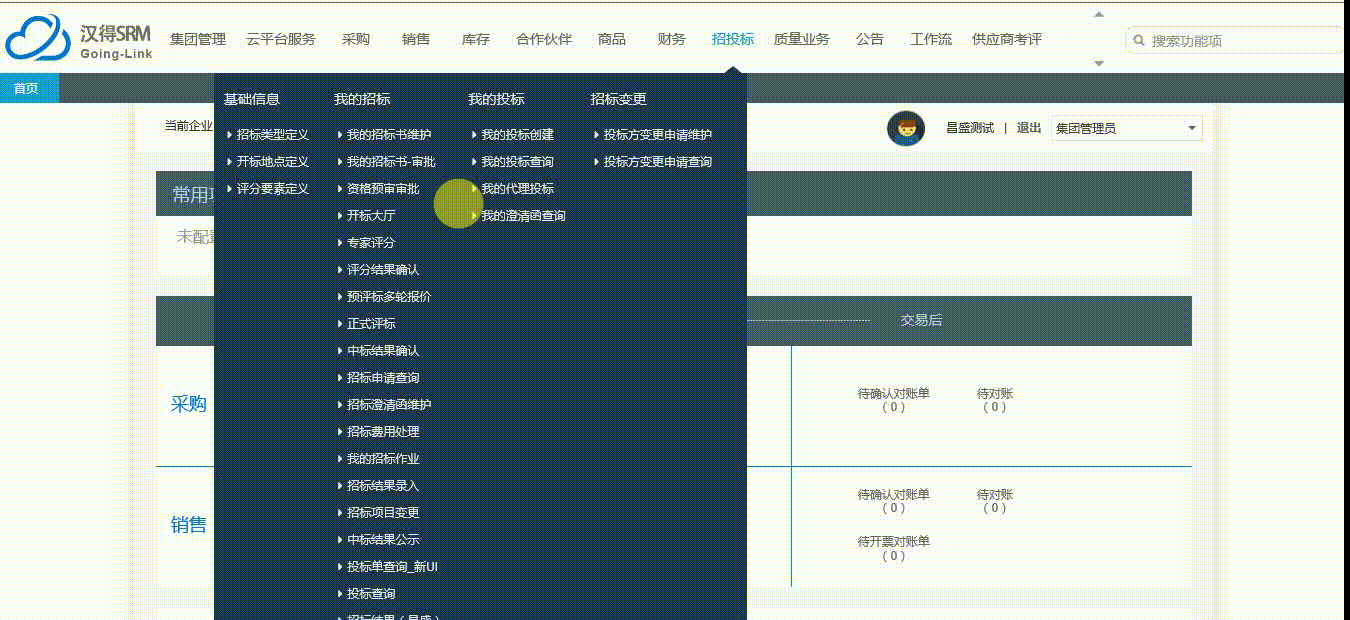 汉得SRM
Going-Link
集团管理 云平台服务 采购 销售 库存 合作伙伴 商品 财务 招投标 质量业务 公告 工作流 供应商考评
搜索功能项
首页
当前企业
昌盛测试 | 退出 集团管理员
常用
未配
交易后
采购
待确认对账单 待对账
( 0 ) ( 0 )
销售
待确认对账单 待对账
( 0 ) ( 0 )
待开票对账单
( 0 )
基础信息
招标类型定义
开标地点定义
评分要素定义
我的招标
我的招标书维护
我的招标书-审批
资格预审审批
开标大厅
专家评分
评分结果确认
预评标多轮报价
正式评标
中标结果确认
招标申请查询
招标澄清函维护
招标费用处理
我的招标作业
招标结果录入
招标项目变更
中标结果公示
投标单查询_新UI
投标查询
我的投标
我的投标创建
我的投标查询
我的代理投标
我的澄清函查询
招标变更
投标方变更申请维护
投标方变更申请查询